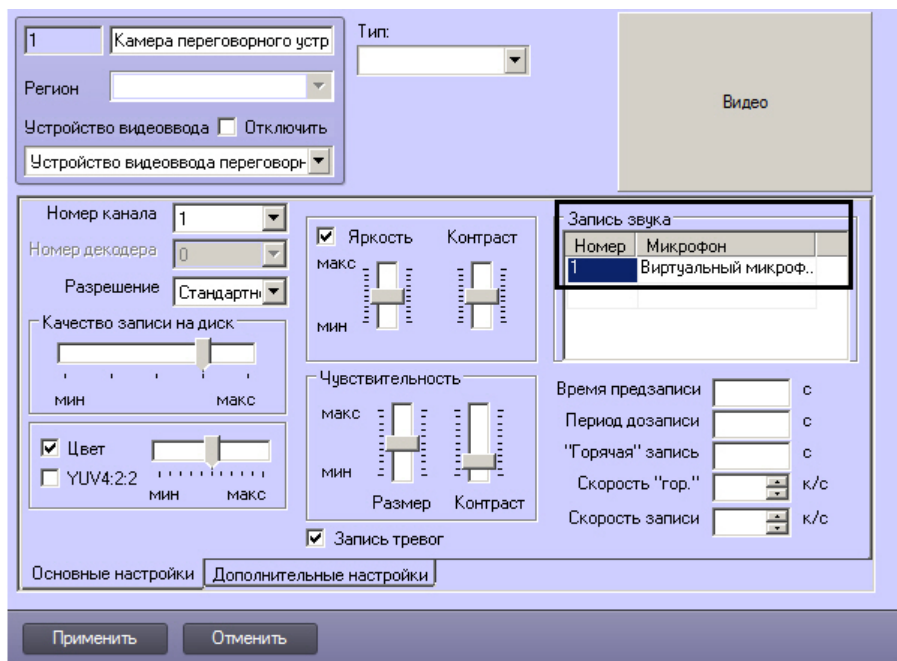 1 Камера переговорного устр
Тип:
Регион
Видео
Устройство видеоввода Отключить
Устройство видеоввода переговорн
Номер канала 1
Номер декодера 0
Разрешение Стандартн
Качество записи на диск
мин макс
Цвет
YUV4:2:2
мин макс
Яркость Контраст
макс
мин
Чувствительность
макс
мин
Размер Контраст
Запись тревог
Запись звука
Номер Микрофон
1 Виртуальный микроф..
Время предзаписи с
Период дозаписи с
"Горячая" запись с
Скорость "гор." к/с
Скорость записи к/с
Основные настройки Дополнительные настройки
Применить Отменить